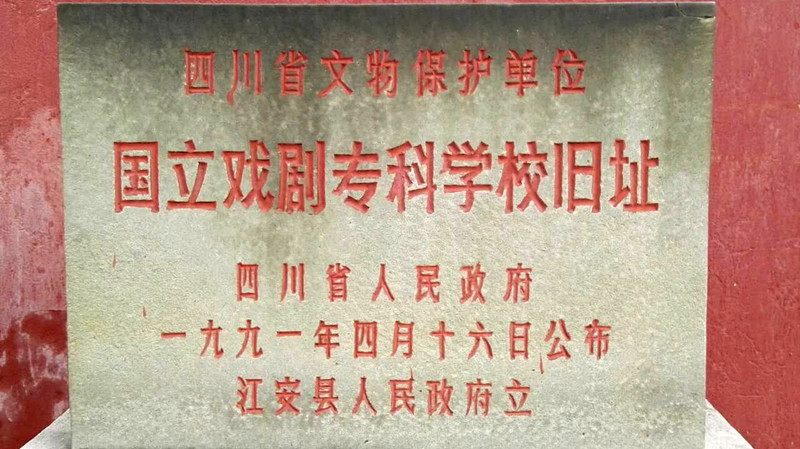 四川省文物保护单位
国立戏剧专科学校旧址
四川省人民政府
一九九一年四月十六日公布
江安县人民政府立